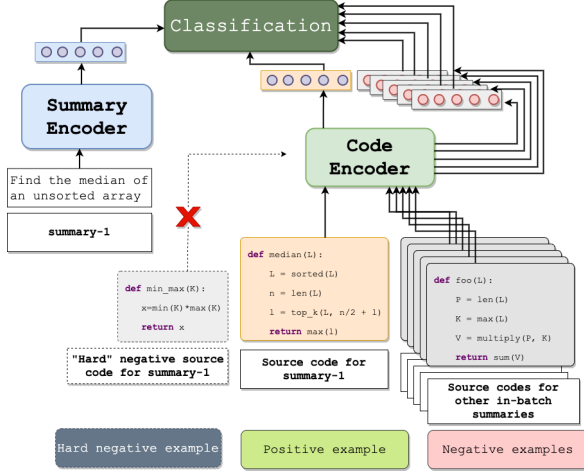 Classification
Summary
Encoder
Code
Encoder
Find the median of
an unsorted array
summary-1
def min_max(K):
x=min(K)*max(K)
return x
"Hard" negative source
code for summary-1
def median(L):
L = sorted(L)
n = len(L)
l = top_k(L, n/2 + 1)
return max(l)
Source code for
summary-1
def foo(L):
P = len(L)
K = max(L)
V = multiply(P, K)
return sum(V)
Source codes for
other in-batch
summaries
Hard negative example
Positive example
Negative examples